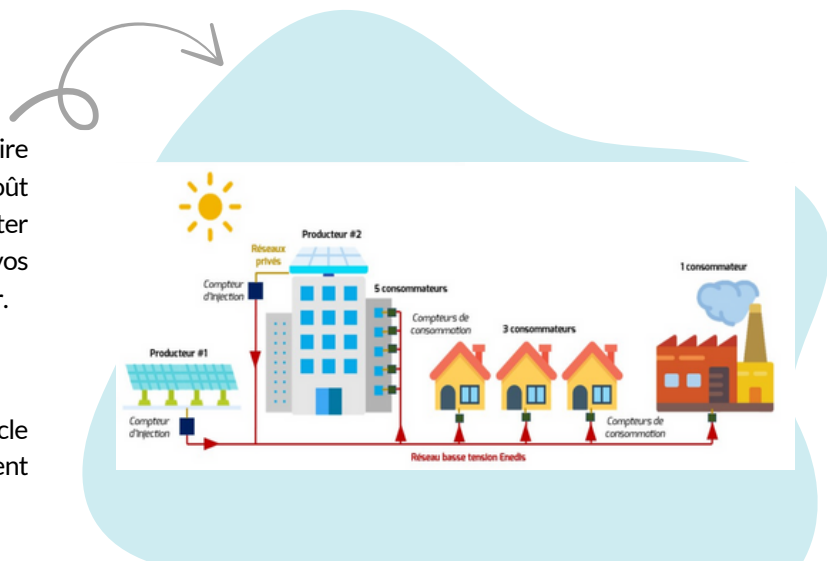 ire
oût
ter
vos
r.
cle
ent
Producteur #2
Réseaux
privés
Compteur
d'Injection
5 consommateurs
Compteurs de
consommation
3 consommateurs
1 consommateur
Producteur #1
Compteur
d'Injection
Compteurs de
consommation
Réseau basse tension Enedis